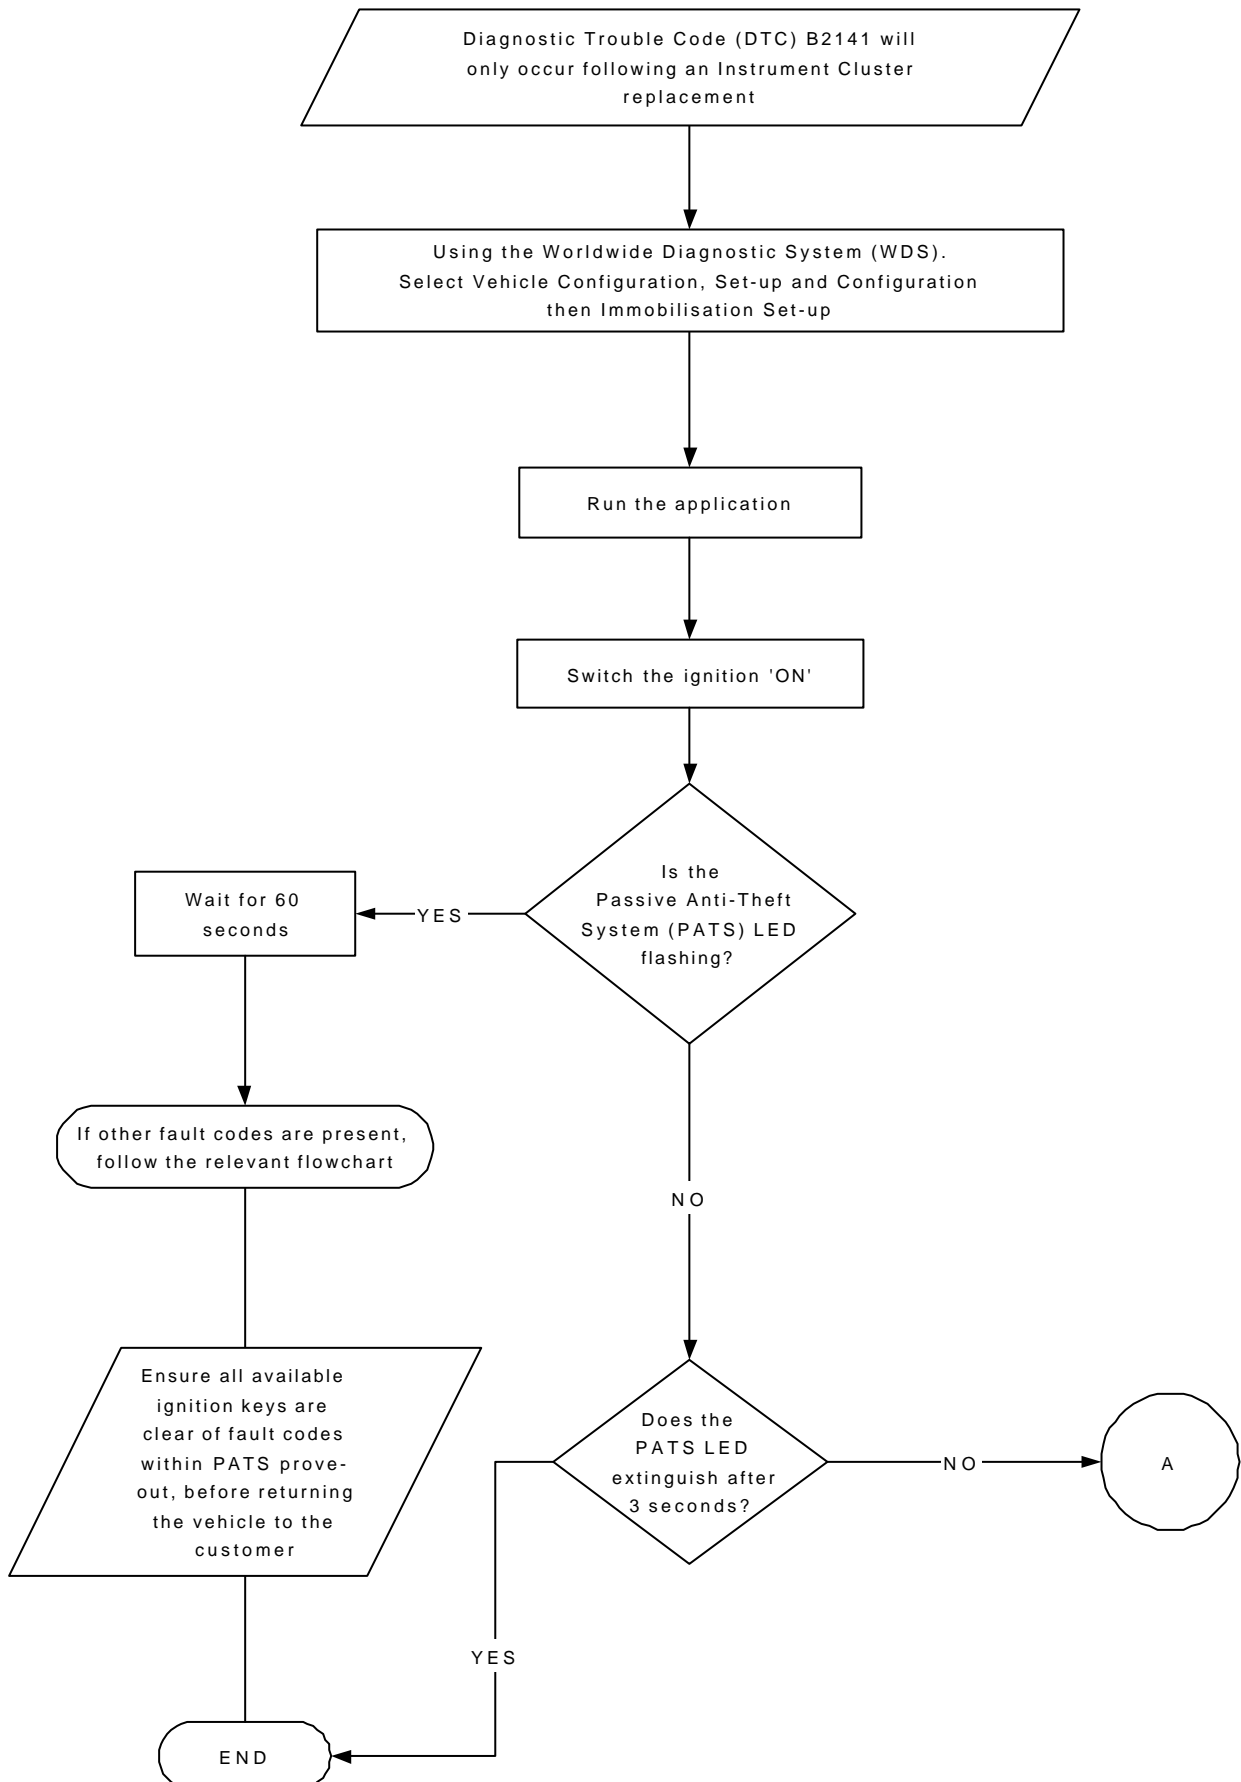 Diagnostic Trouble Code (DTC) B2141 will
only occur following an Instrument Cluster
replacement
Using the Worldwide Diagnostic System (WDS).
Select Vehicle Configuration, Set-up and Configuration
then Immobilisation Set-up
Run the application
Switch the ignition 'ON'
Is the
Passive Anti-Theft
System (PATS) LED
flashing?
YES
Wait for 60
seconds
If other fault codes are present,
follow the relevant flowchart
NO
Ensure all available
ignition keys are
clear of fault codes
within PATS prove-
out, before returning
the vehicle to the
customer
Does the
PATS LED
extinguish after
3 seconds?
NO
A
YES
END